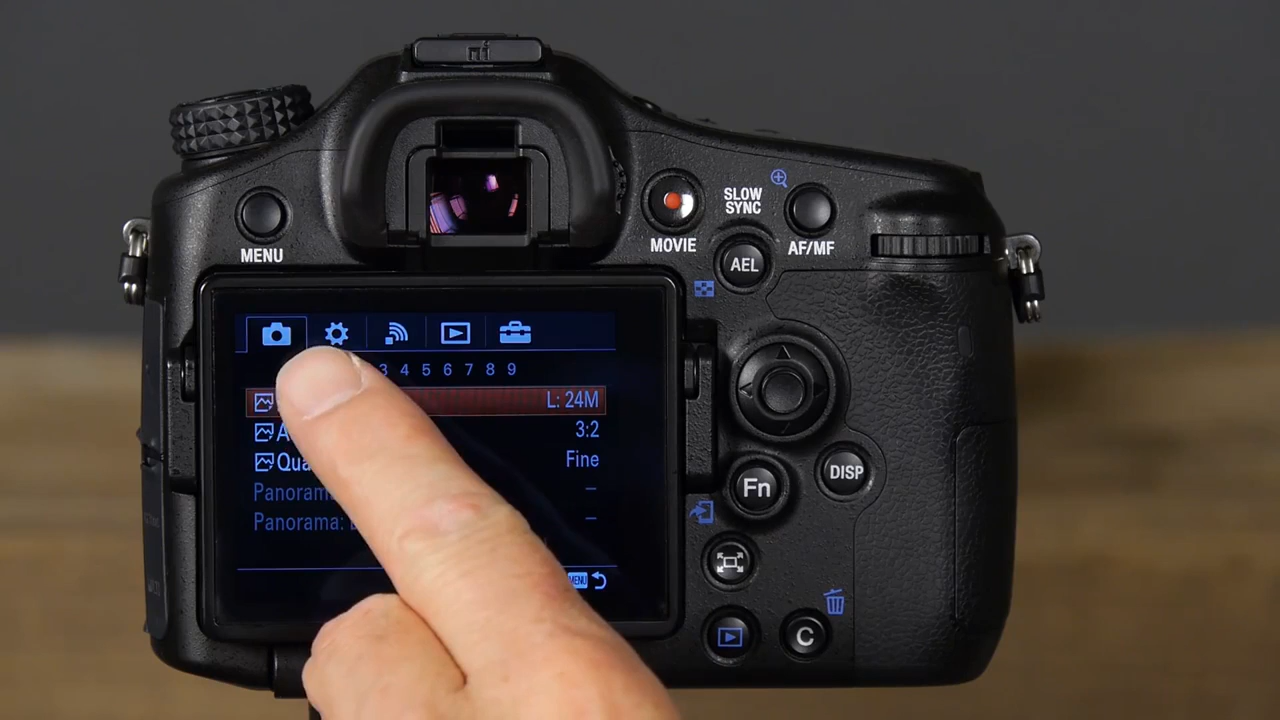 MENU
MOVIE
SLOW
SYNC
AEL
AF/MF
3 4 5 6 7 8 9
L: 24M
3:2
Fine
–
Panorama:
–
MENU
Fn
DISP
C